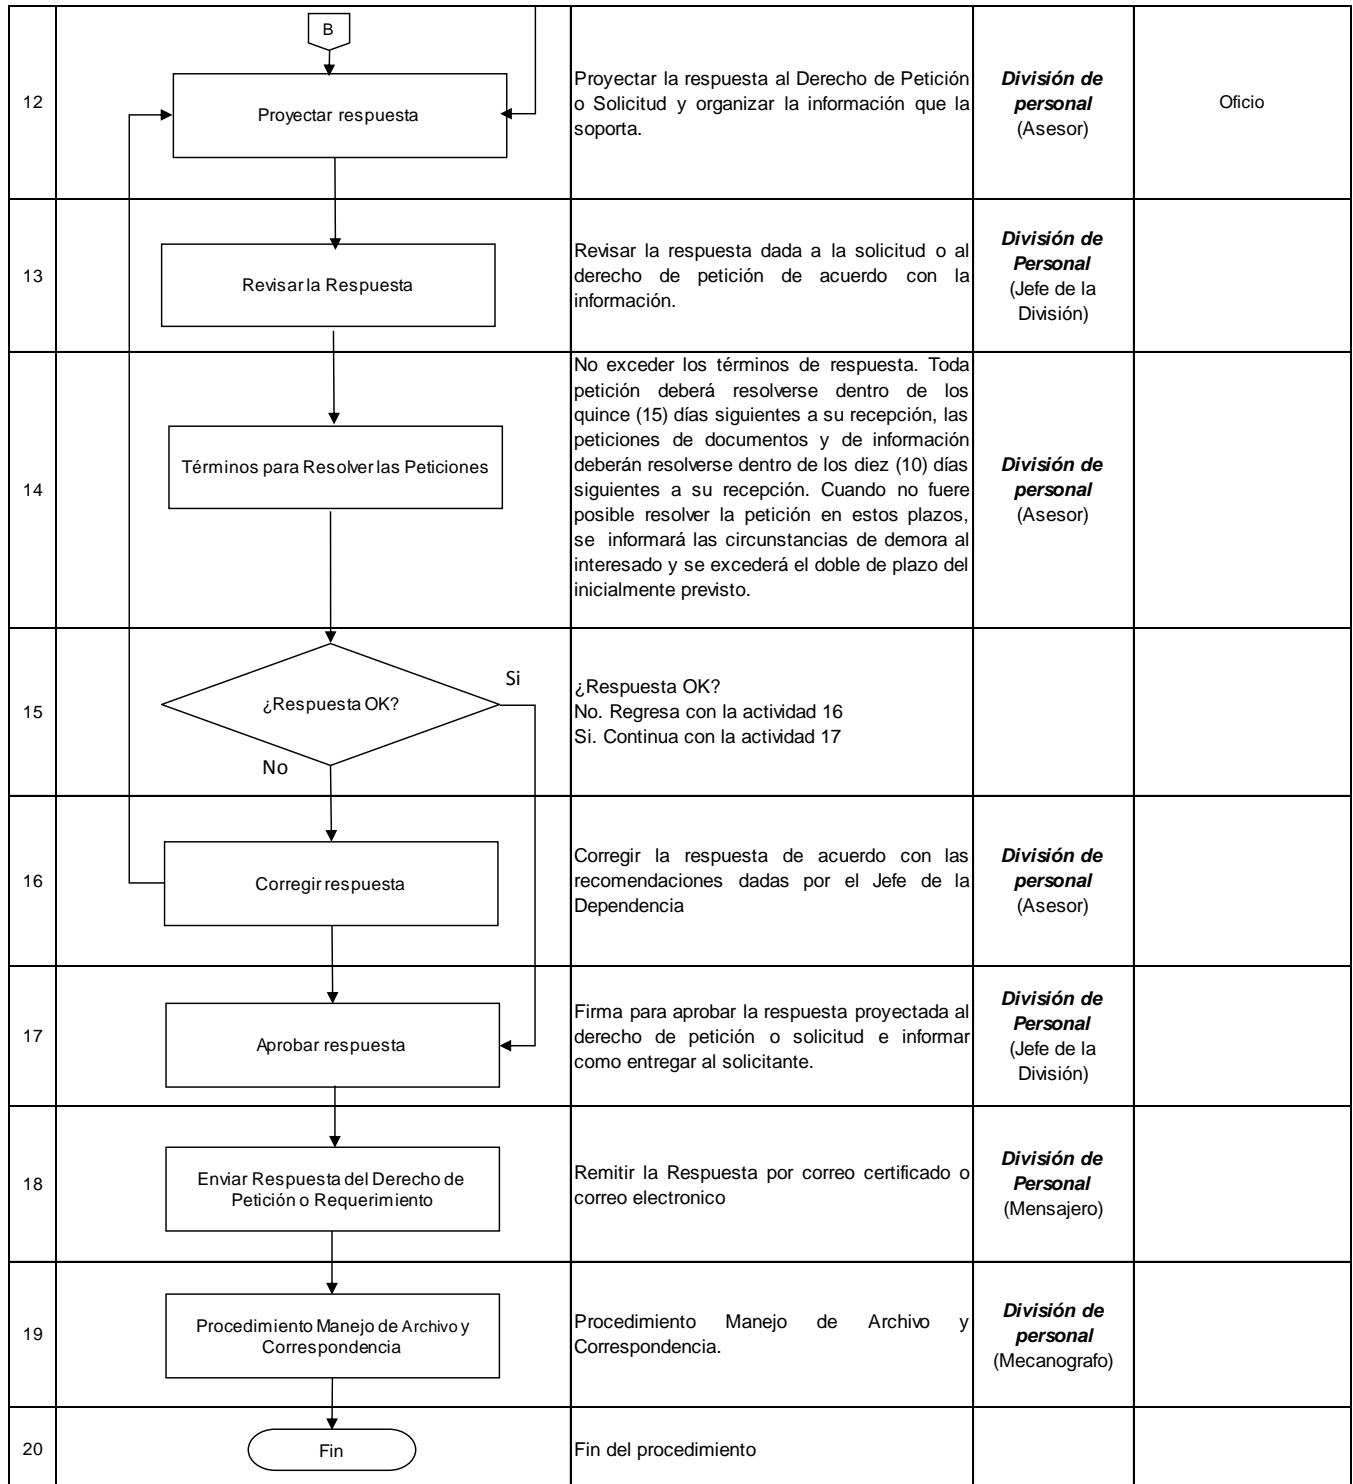 B
12
Proyectar respuesta
Proyectar la respuesta al Derecho de Petición
o Solicitud y organizar la información que la
soporta.
División de
personal
(Asesor)
Oficio
13
Revisar la Respuesta
Revisar la respuesta dada a la solicitud o al
derecho de petición de acuerdo con la
información.
División de
Personal
(Jefe de la
División)
14
Términos para Resolver las Peticiones
No exceder los términos de respuesta. Toda
petición deberá resolverse dentro de los
quince (15) días siguientes a su recepción, las
peticiones de documentos y de información
deberán resolverse dentro de los diez (10) días
siguientes a su recepción. Cuando no fuere
posible resolver la petición en estos plazos,
se informará las circunstancias de demora al
interesado y se excederá el doble de plazo del
inicialmente previsto.
División de
personal
(Asesor)
15
¿Respuesta OK?
Si
No
¿Respuesta OK?
No. Regresa con la actividad 16
Si. Continua con la actividad 17
16
Corregir respuesta
Corregir la respuesta de acuerdo con las
recomendaciones dadas por el Jefe de la
Dependencia
División de
personal
(Asesor)
17
Aprobar respuesta
Firma para aprobar la respuesta proyectada al
derecho de petición o solicitud e informar
como entregar al solicitante.
División de
Personal
(Jefe de la
División)
18
Enviar Respuesta del Derecho de
Petición o Requerimiento
Remitir la Respuesta por correo certificado o
correo electronico
División de
Personal
(Mensajero)
19
Procedimiento Manejo de Archivo y
Correspondencia
Procedimiento Manejo de Archivo y
Correspondencia.
División de
personal
(Mecanografo)
20
Fin
Fin del procedimiento